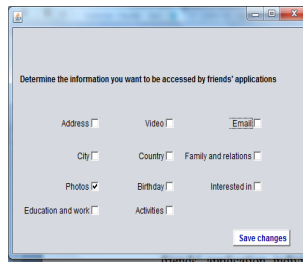 Determine the information you want to be accessed by friends' applications
Address Video Email
City Country Family and relations
Photos Birthday Interested in
Education and work Activities
Save changes